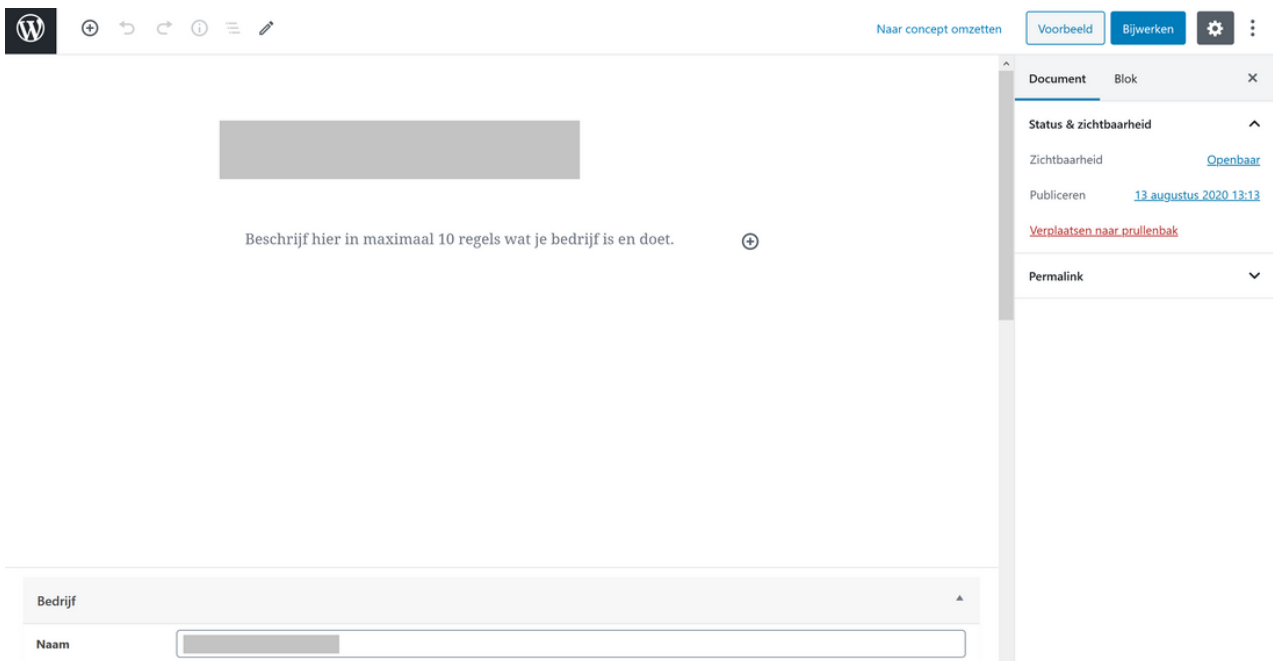 Naar concept omzetten Voorbeeld Bijwerken
Document Blok
Status & zichtbaarheid
Zichtbaarheid Openbaar
Publiceren 13 augustus 2020 13:13
Verplaatsen naar prullenbak
Permalink
Beschrijf hier in maximaal 10 regels wat je bedrijf is en doet.
Bedrijf
Naam